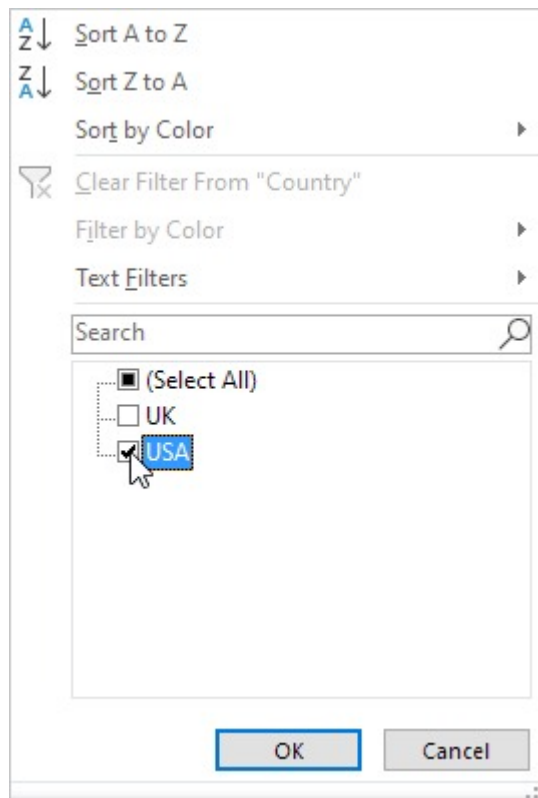 Sort A to Z
Sort Z to A
Sort by Color
Clear Filter From "Country"
Filter by Color
Text Filters
Search
(Select All)
UK
USA
OK Cancel